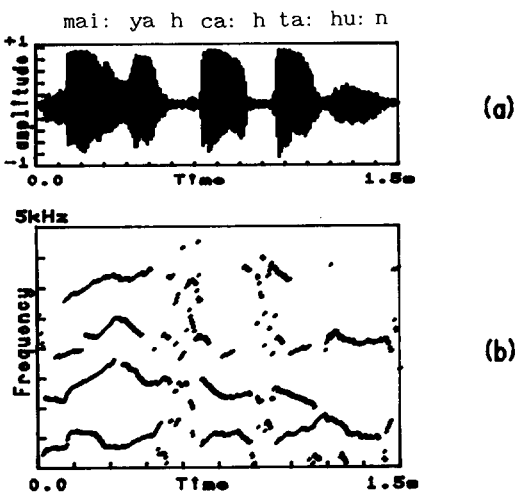 mai: ya h ca: h ta: hu: n
+1
amplitude
-1
0.0 Time 1.5s
(a)
5kHz
Frequency
0.0 Time 1.5s
(b)